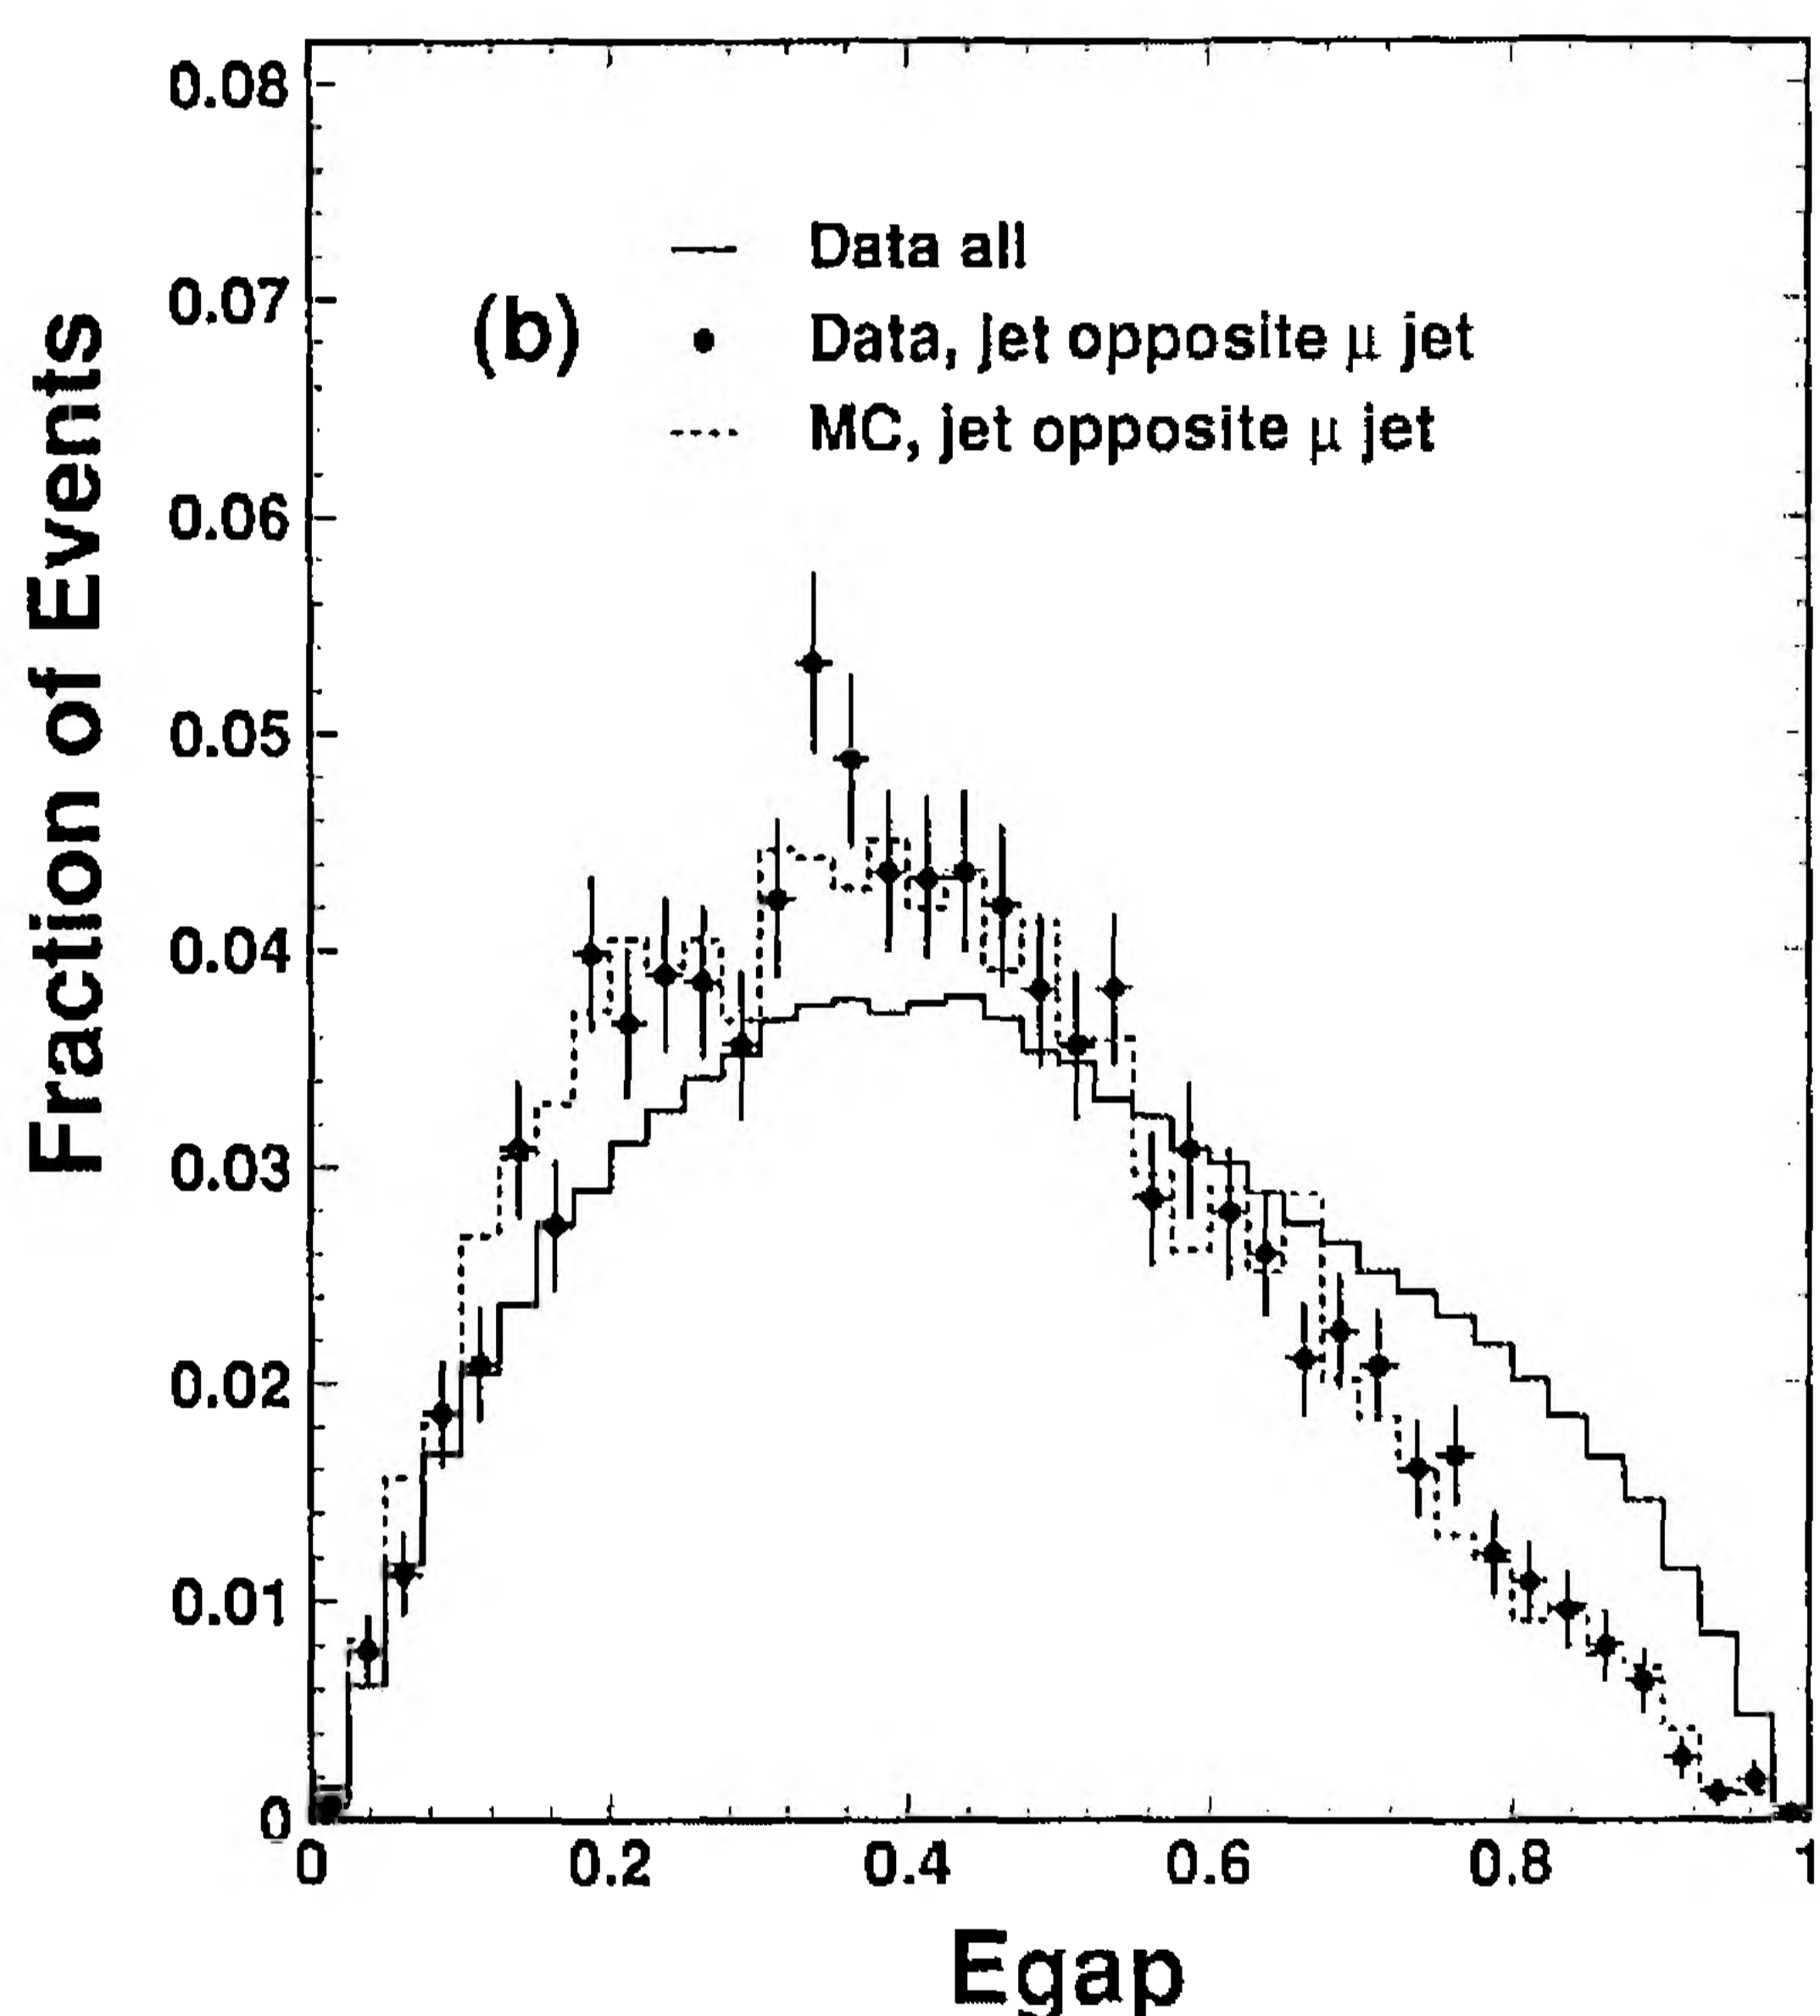 0.08
0.07
0.06
0.05
0.04
0.03
0.02
0.01
0
Fraction of Events
(b)
Data all
Data, jet opposite μ jet
MC, jet opposite μ jet
0 0.2 0.4 0.6 0.8 1
Egap